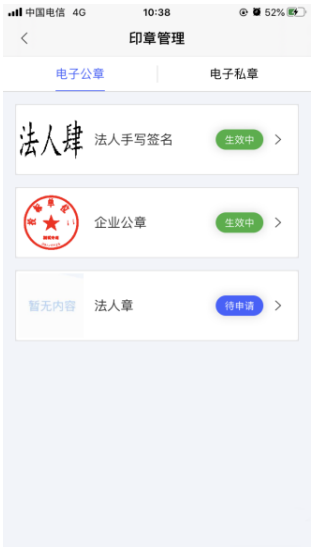 中国电信 4G
10:38
52%
印章管理
电子公章
电子私章
法人肆
法人手写签名
生效中
企业公章
生效中
暂无内容
法人章
待申请